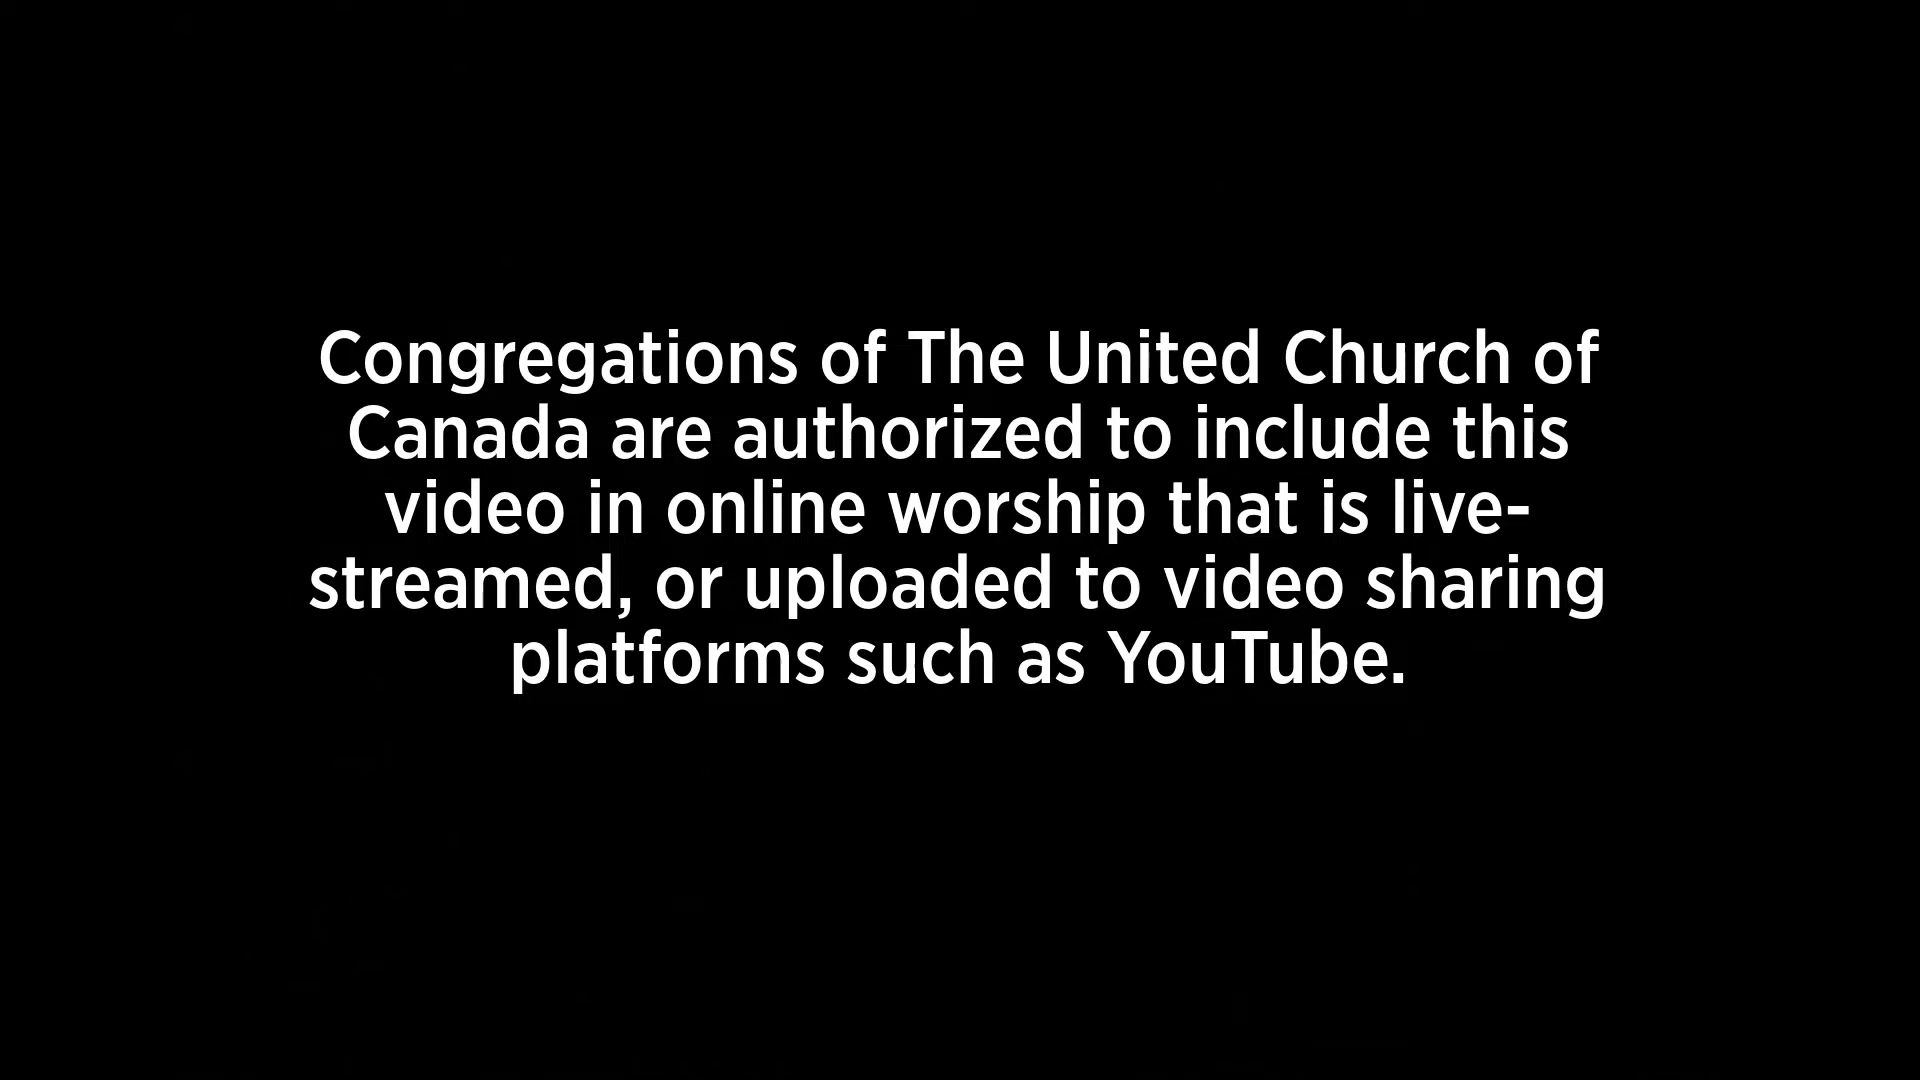 Congregations of The United Church of
Canada are authorized to include this
video in online worship that is live-
streamed, or uploaded to video sharing
platforms such as YouTube.